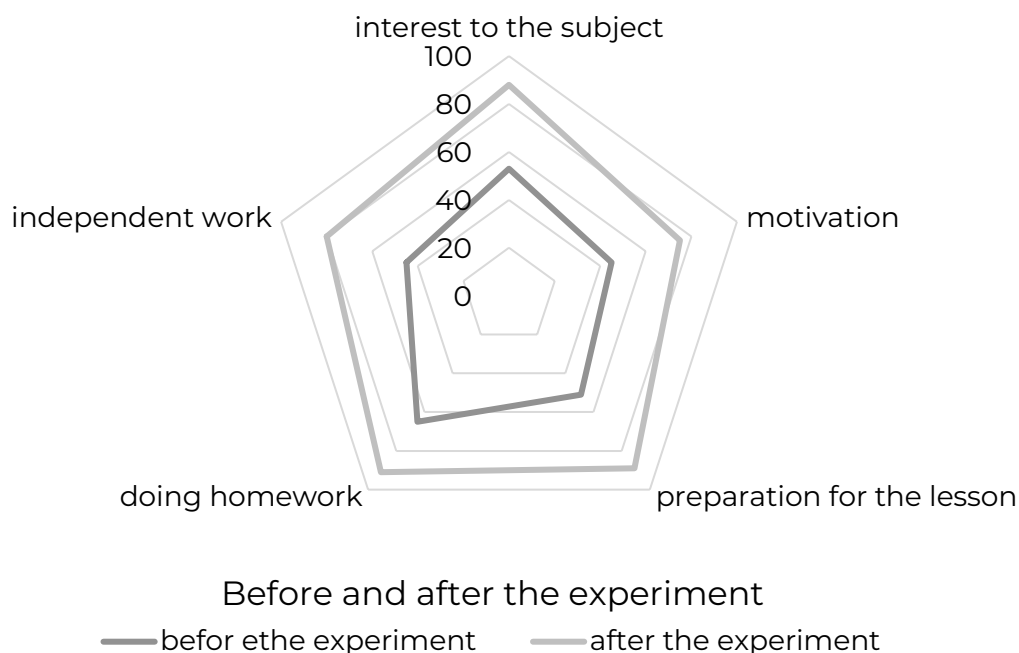 interest to the subject
100
80
60
40
20
0
independent work
motivation
doing homework
preparation for the lesson
Before and after the experiment
befor ethe experiment
after the experiment